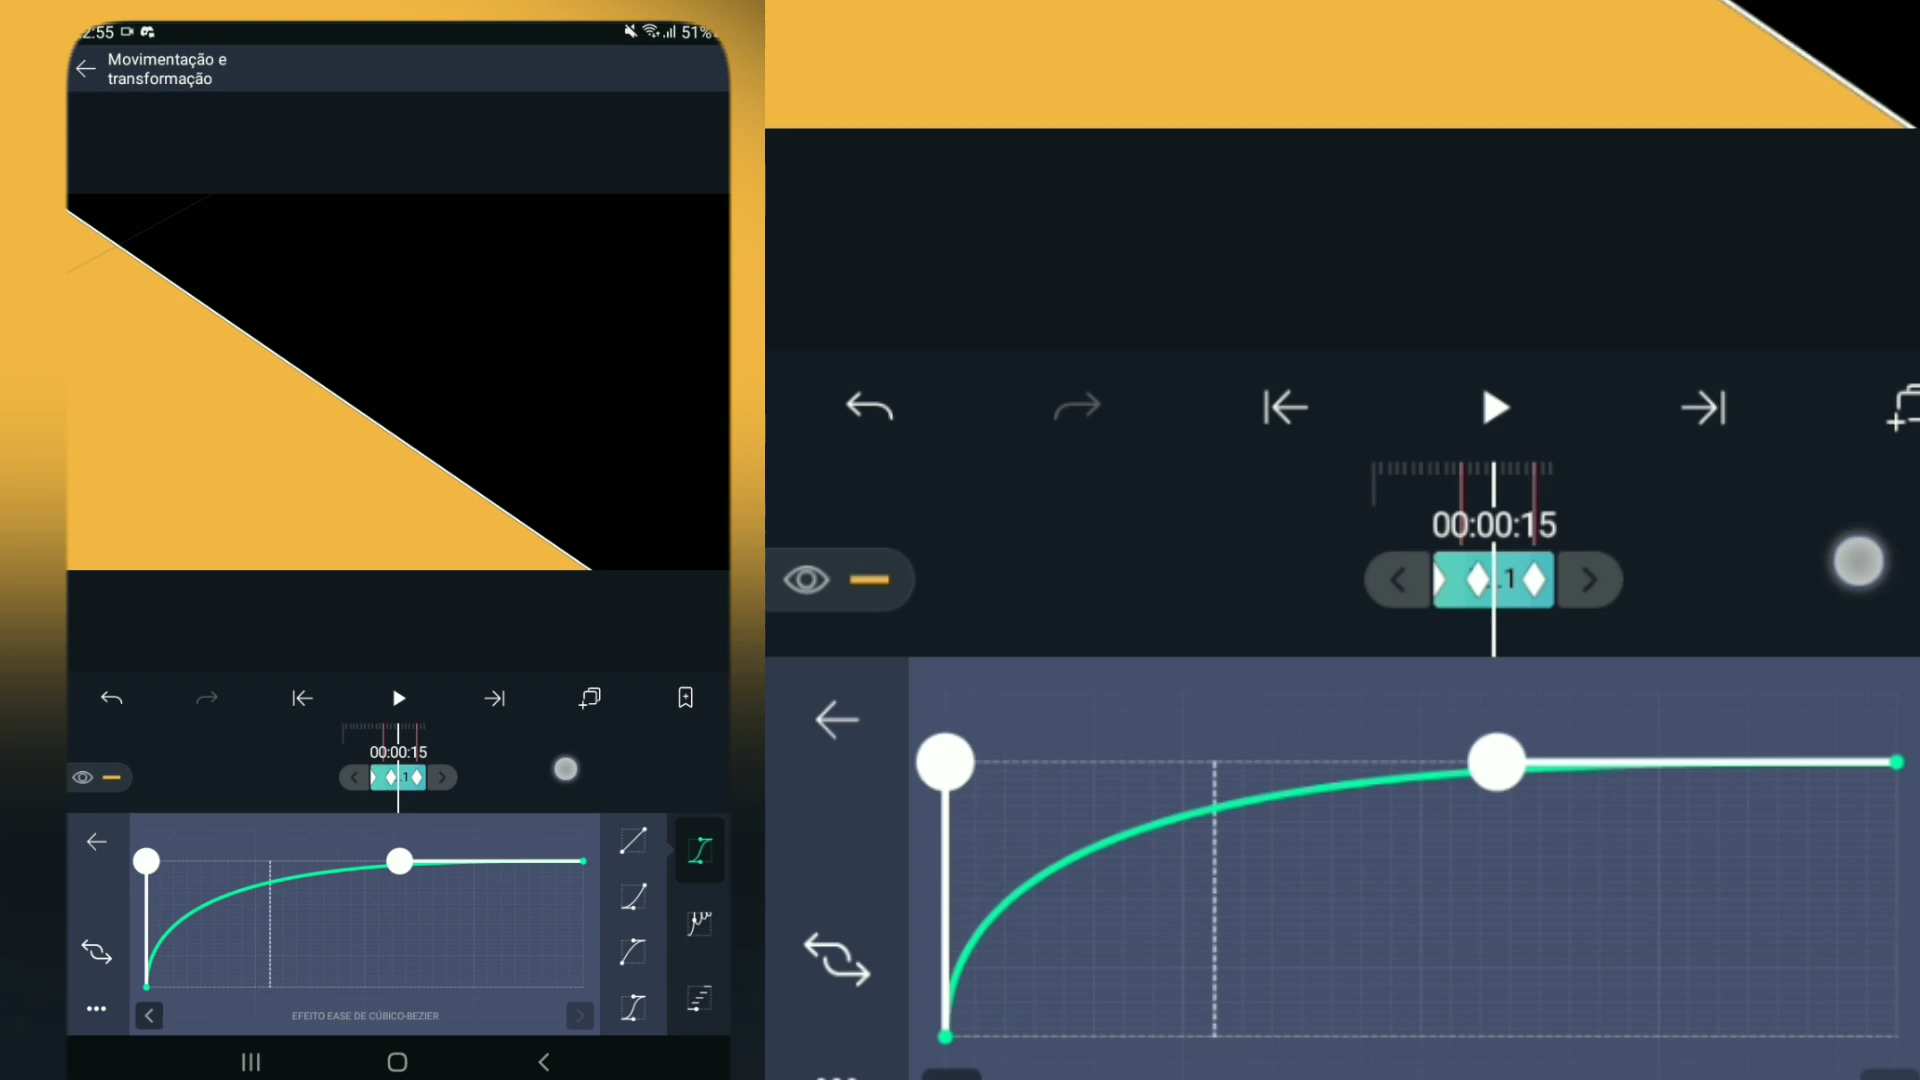 2:55
51%
Movimentação e
transformação
00:00:15
.1
EFEITO EASE DE CÚBICO-BEZIER
00:00:15
.1